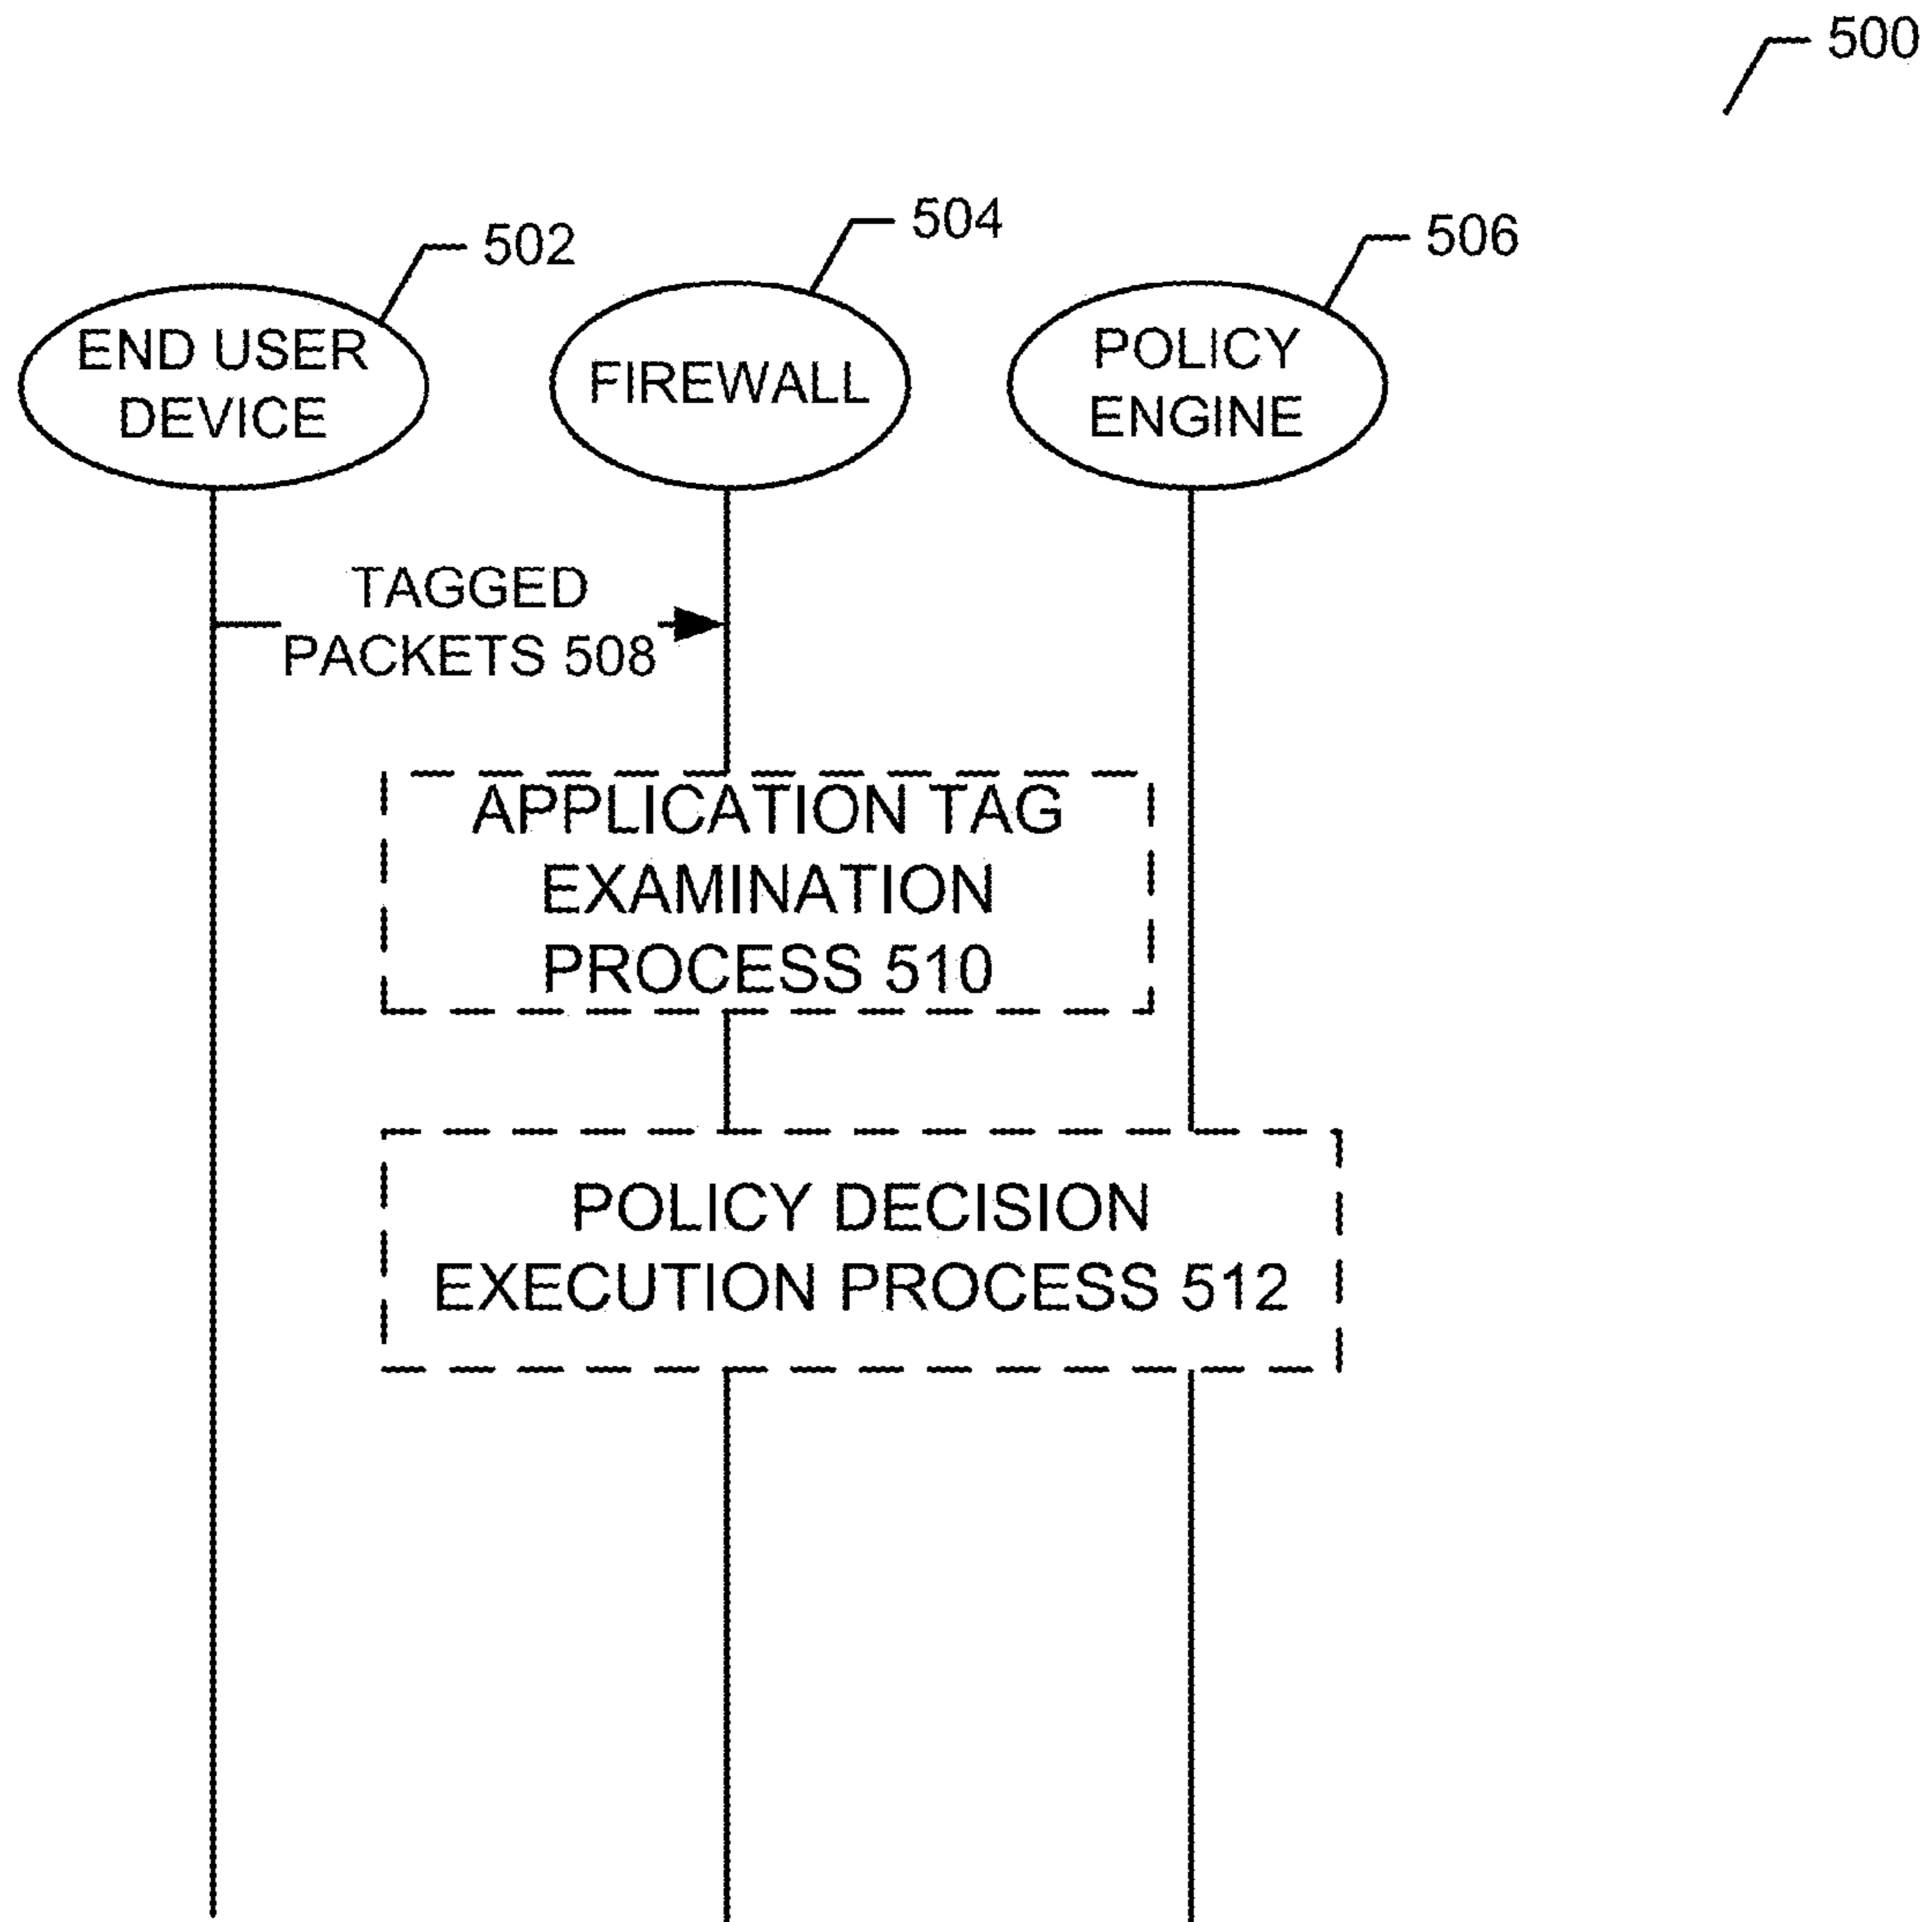 500
502
504
506
END USER
DEVICE
FIREWALL
POLICY
ENGINE
TAGGED
PACKETS 508
APPLICATION TAG
EXAMINATION
PROCESS 510
POLICY DECISION
EXECUTION PROCESS 512